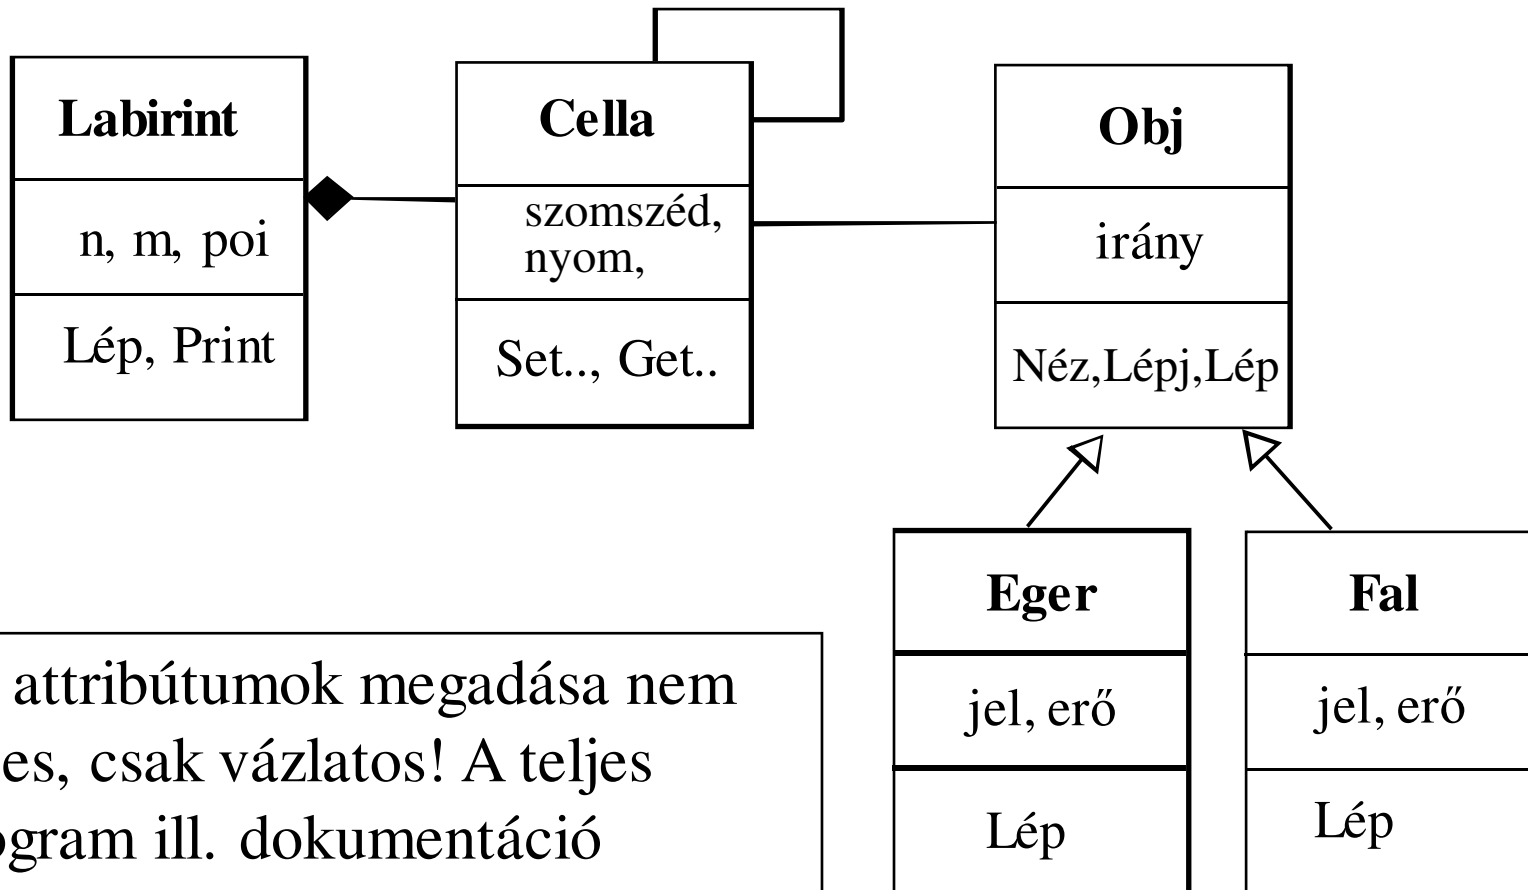 Labirint
n, m, poi
Lép, Print
Cella
szomszéd,
nyom,
Set.., Get..
Obj
irány
Néz,Lépj,Lép
Eger
jel, erő
Lép
Fal
jel, erő
Lép
attribútumok megadása nem
es, csak vázlatos! A teljes
ogram ill. dokumentáció